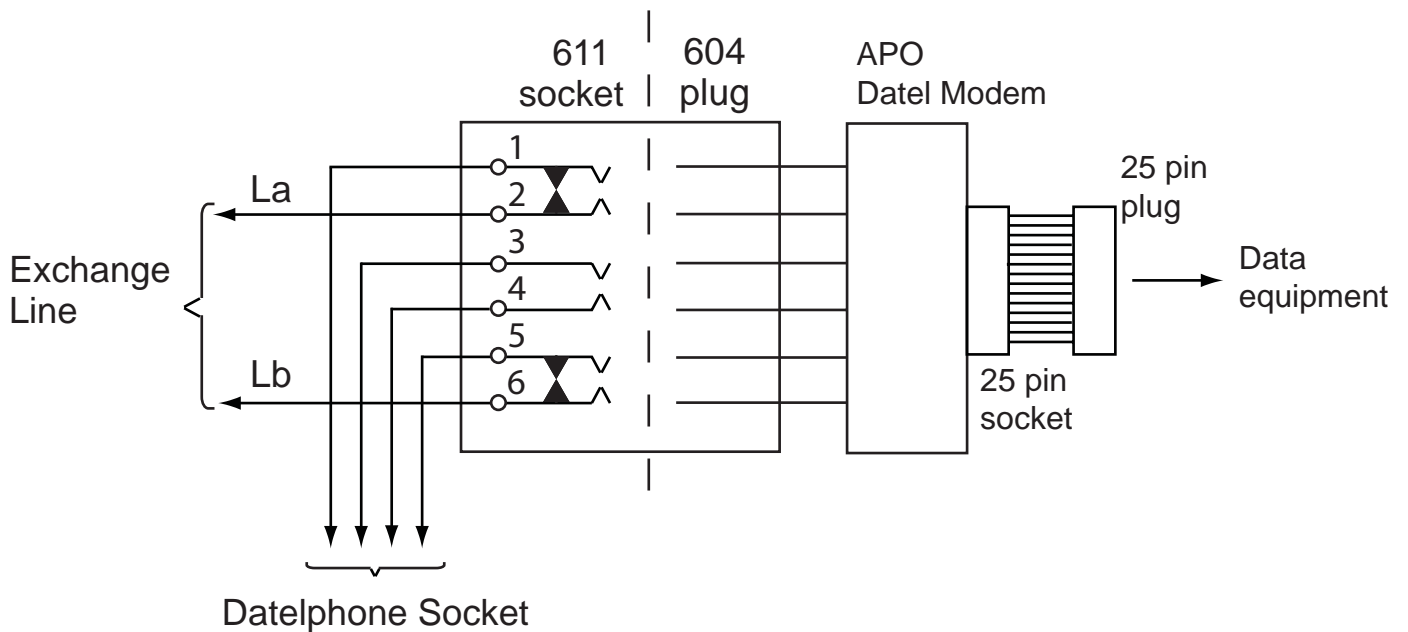 611
socket
604
plug
APO
Datel Modem
1
2
3
4
5
6
La
Lb
Exchange
Line
25 pin
plug
Data
equipment
25 pin
socket
Datelphone Socket